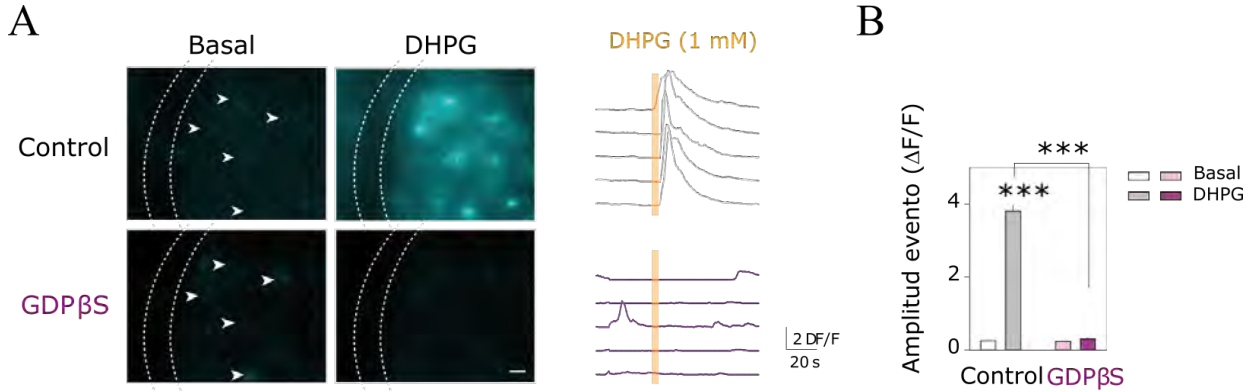 A
Basal
DHPG
DHPG (1 mM)
Control
GDPβS
2 DF/F
20 s
B
Amplitud evento (ΔF/F)
***
***
Basal
DHPG
4
2
0
Control
GDPβS